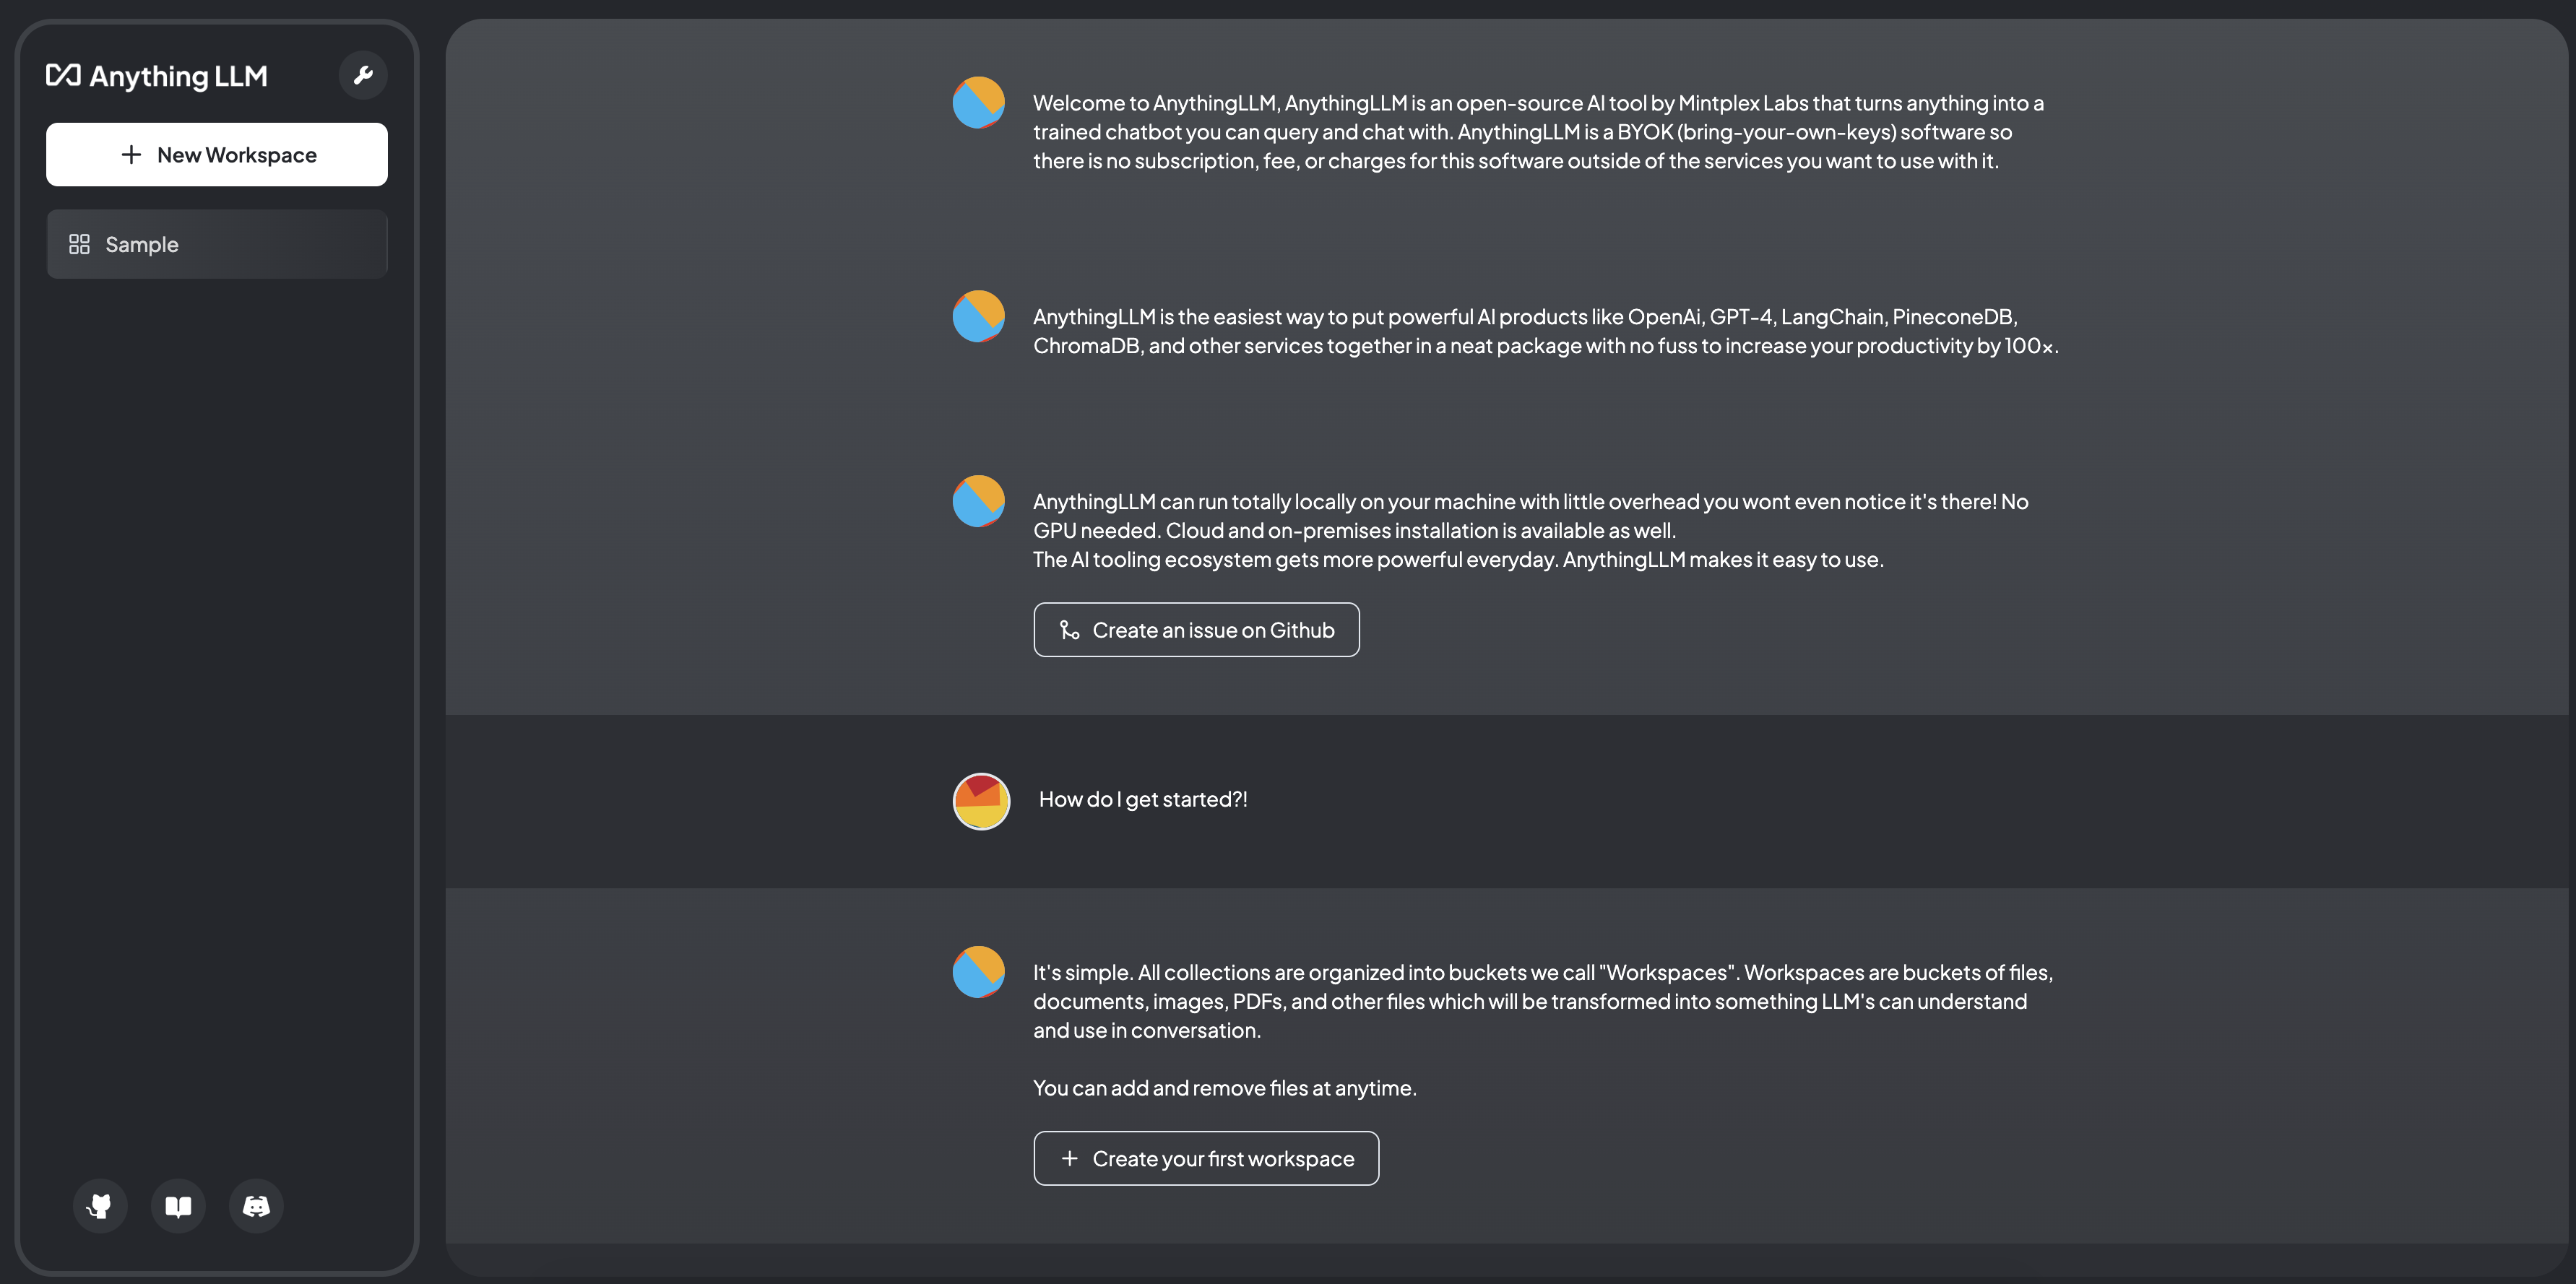 Anything LLM
New Workspace
Sample
Welcome to AnythingLLM, AnythingLLM is an open-source AI tool by Mintplex Labs that turns anything into a
trained chatbot you can query and chat with. AnythingLLM is a BYOK (bring-your-own-keys) software so
there is no subscription, fee, or charges for this software outside of the services you want to use with it.
AnythingLLM is the easiest way to put powerful AI products like OpenAi, GPT-4, LangChain, PineconeDB,
ChromaDB, and other services together in a neat package with no fuss to increase your productivity by 100x.
AnythingLLM can run totally locally on your machine with little overhead you wont even notice it's there! No
GPU needed. Cloud and on-premises installation is available as well.
The AI tooling ecosystem gets more powerful everyday. AnythingLLM makes it easy to use.
Create an issue on Github
How do I get started?!
It's simple. All collections are organized into buckets we call "Workspaces". Workspaces are buckets of files,
documents, images, PDFs, and other files which will be transformed into something LLM's can understand
and use in conversation.
You can add and remove files at anytime.
Create your first workspace